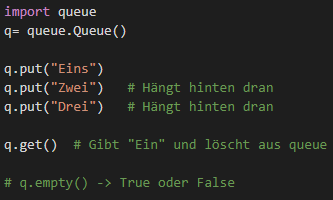 import queue
q= queue.Queue()
q.put("Eins")
q.put("Zwei")   # Hängt hinten dran
q.put("Drei")   # Hängt hinten dran
q.get()  # Gibt "Ein" und löscht aus queue
# q.empty() -> True oder False